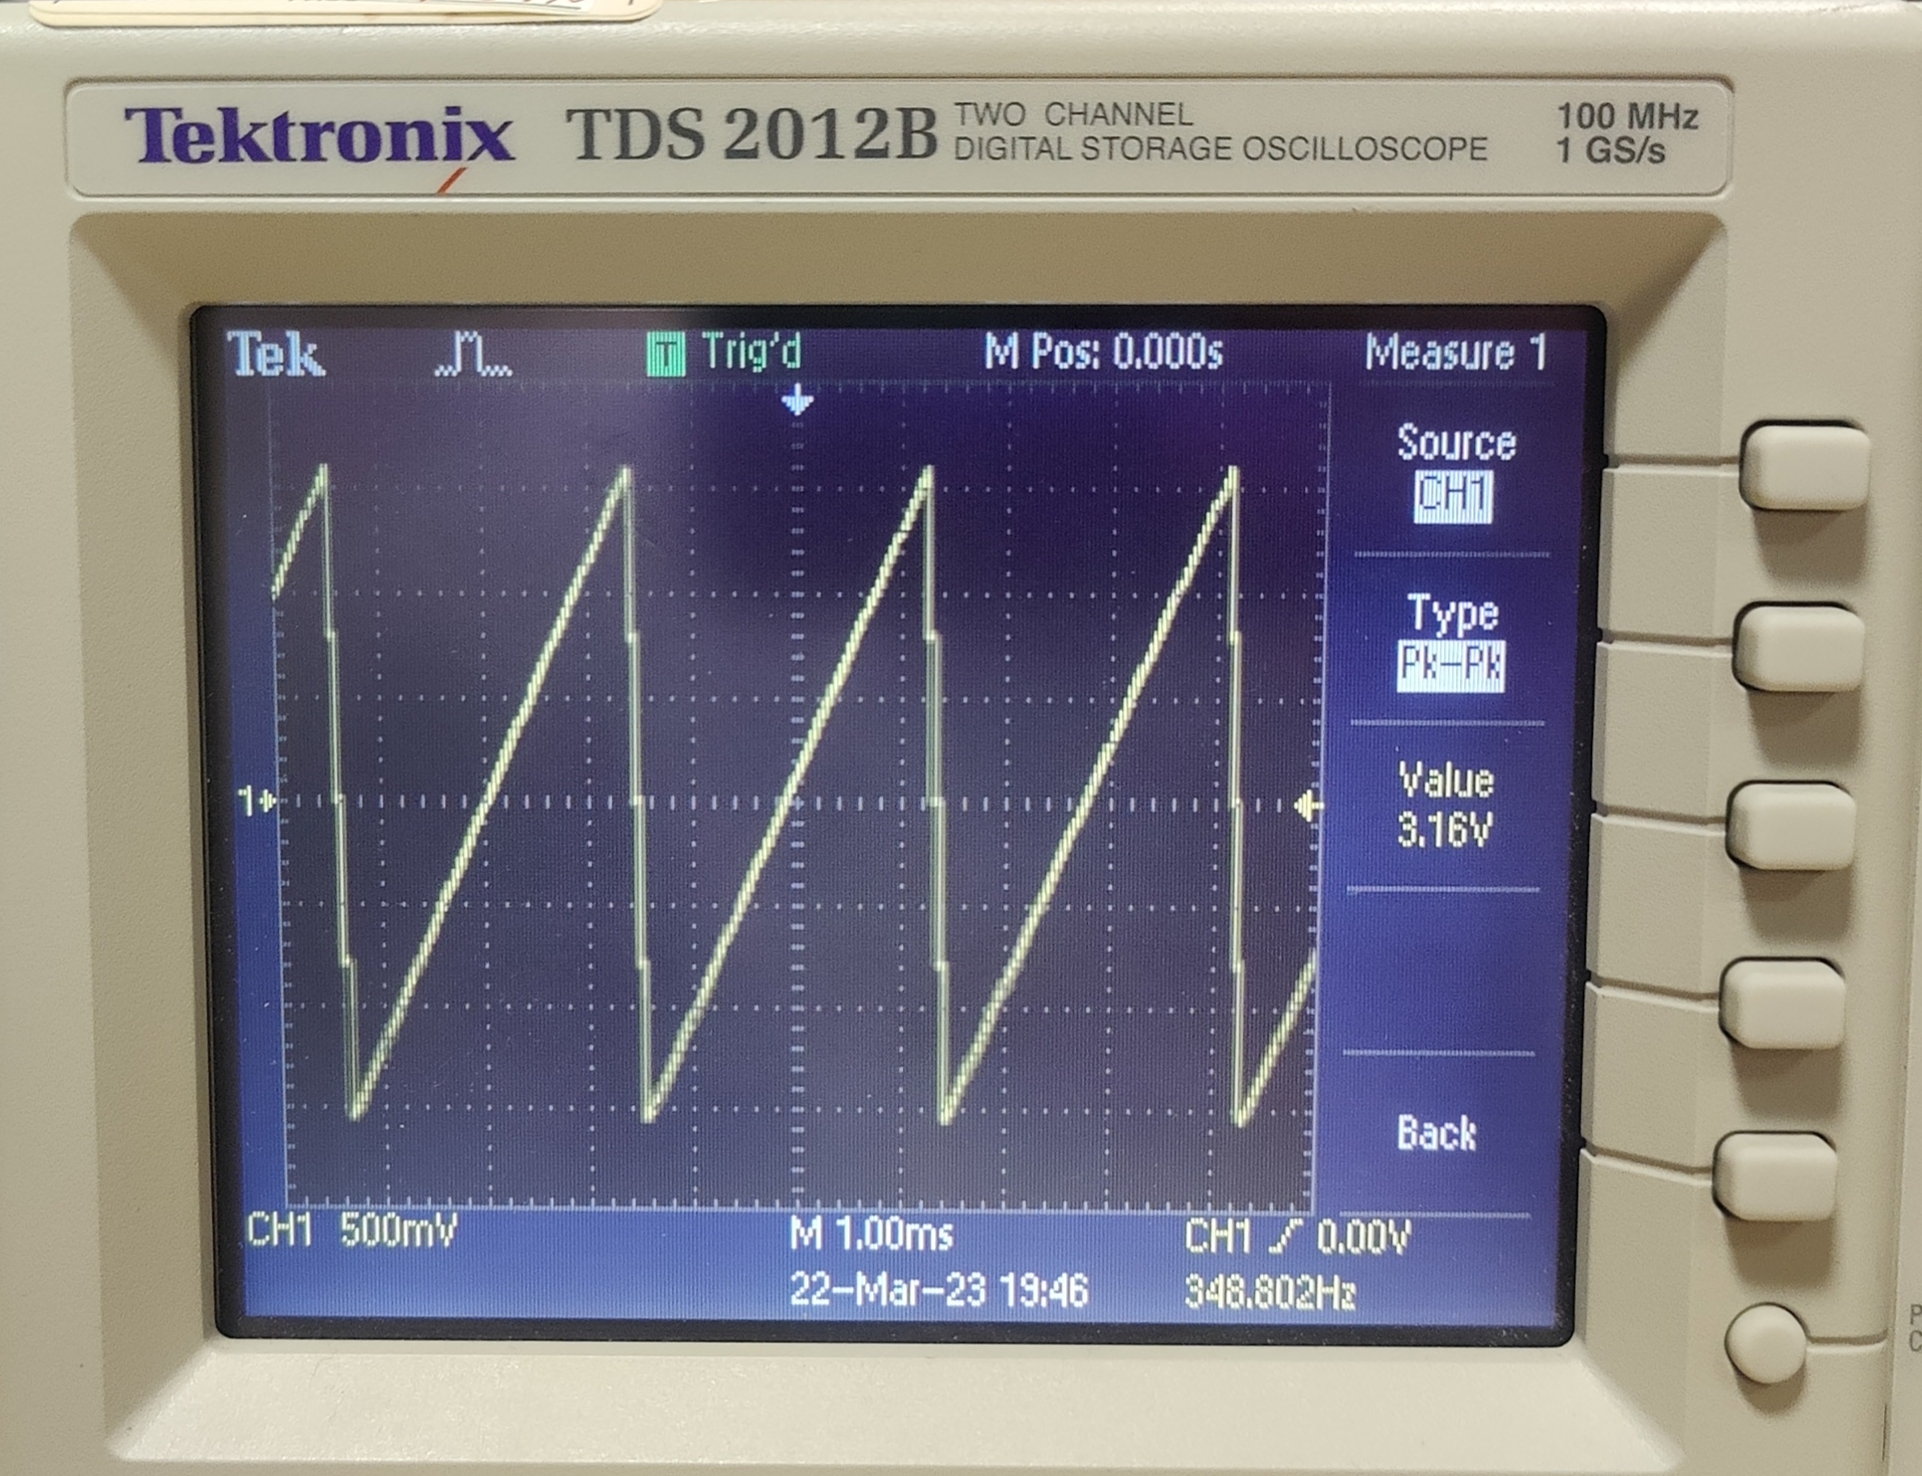 Tektronix TDS 2012B TWO CHANNEL DIGITAL STORAGE OSCILLOSCOPE 100 MHz 1 GS/s
Tek T Trig'd M Pos: 0.000s Measure 1
Source
CH1
Type
Pk-Pk
1
Value
3.16V
Back
CH1 500mV M 1.00ms CH1 0.00V
22-Mar-23 19:46 348.802Hz